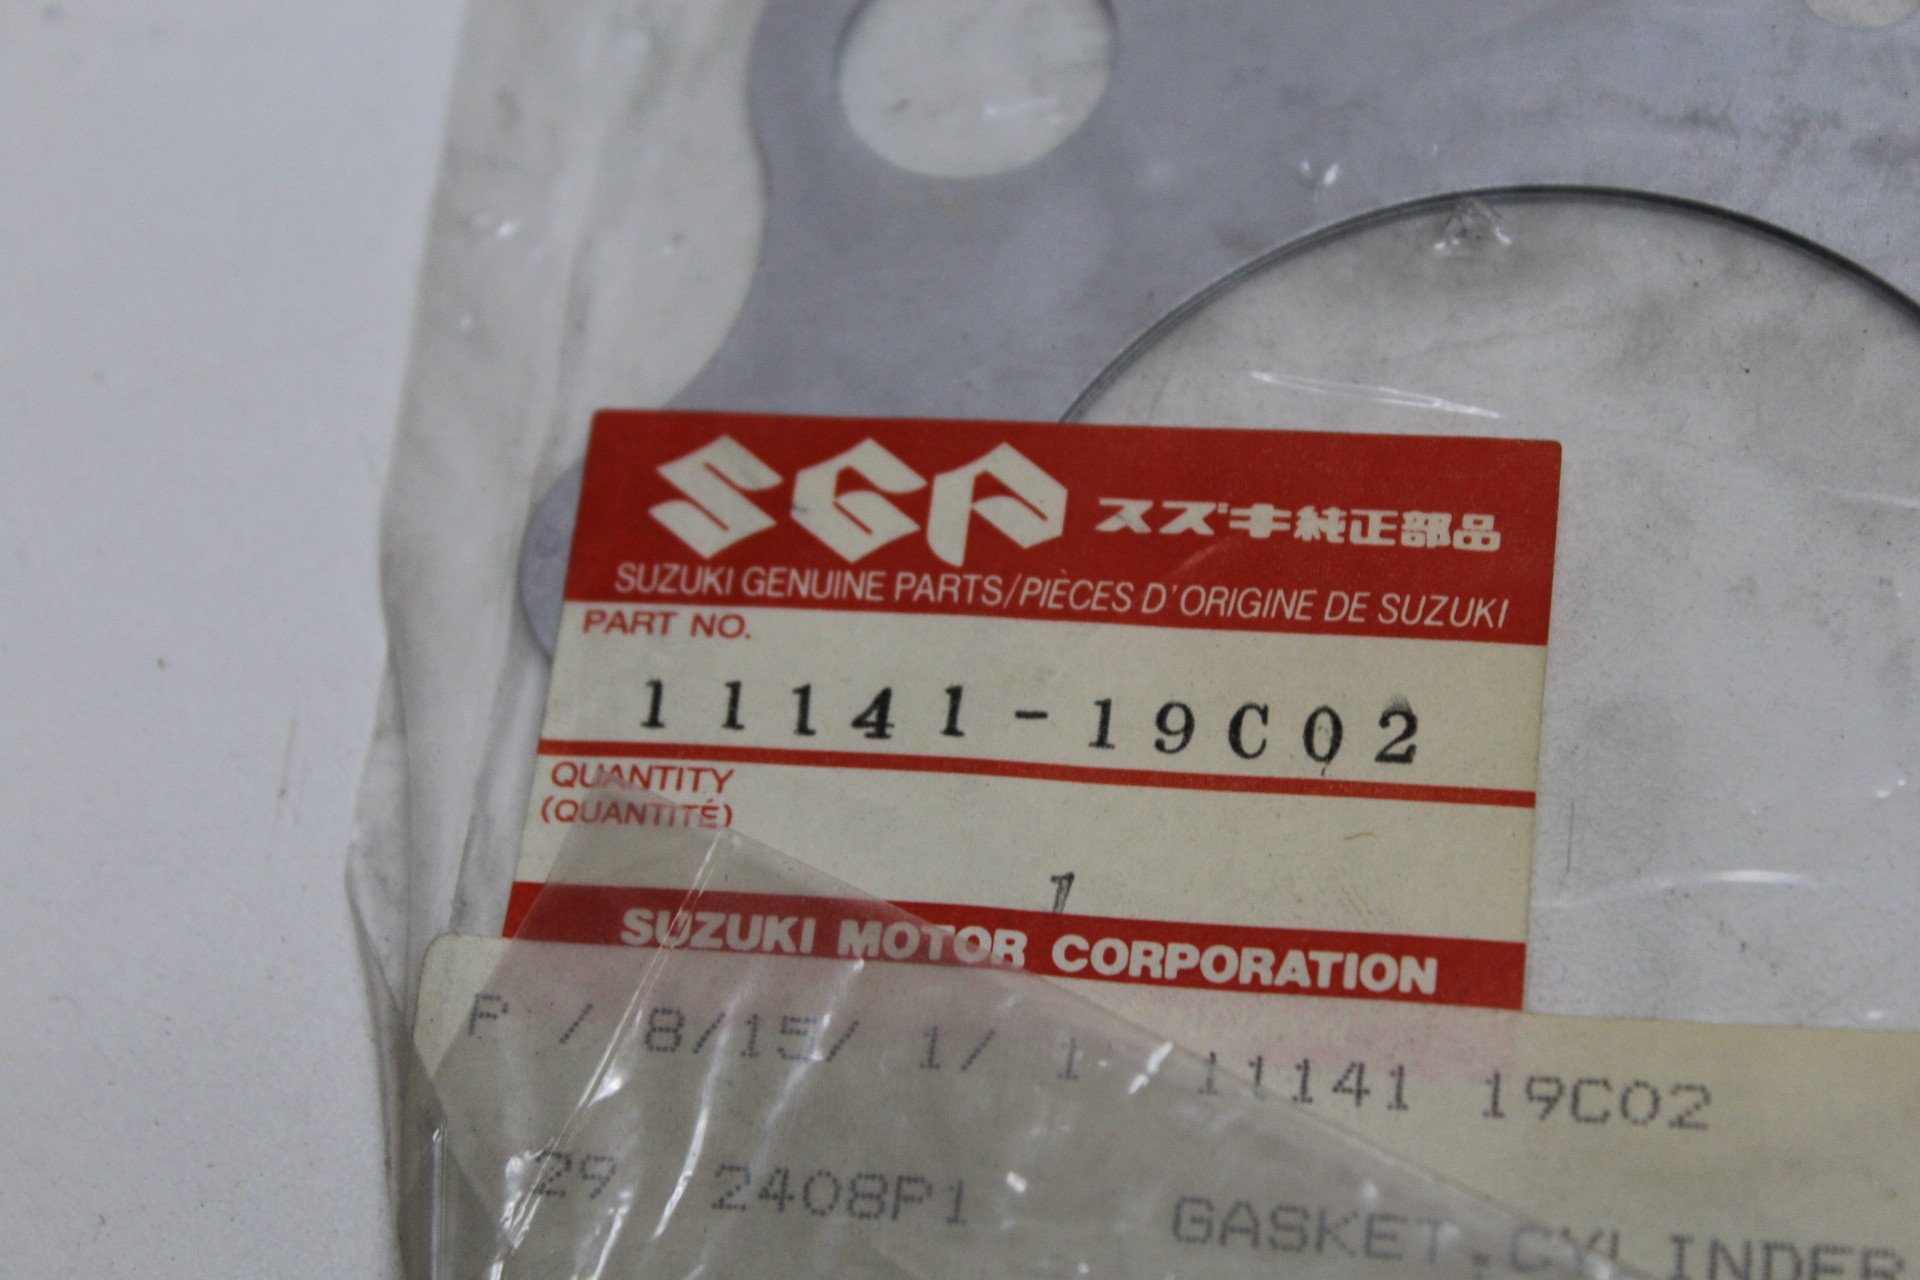 SGP スズキ純正部品
SUZUKI GENUINE PARTS/PIÈCES D'ORIGINE DE SUZUKI
PART NO.
11141-19C02
QUANTITY
(QUANTITÉ)
1
SUZUKI MOTOR CORPORATION
P / 8/15/ 1/ 1 11141 19C02
29 2408P1 GASKET,CYLINDER